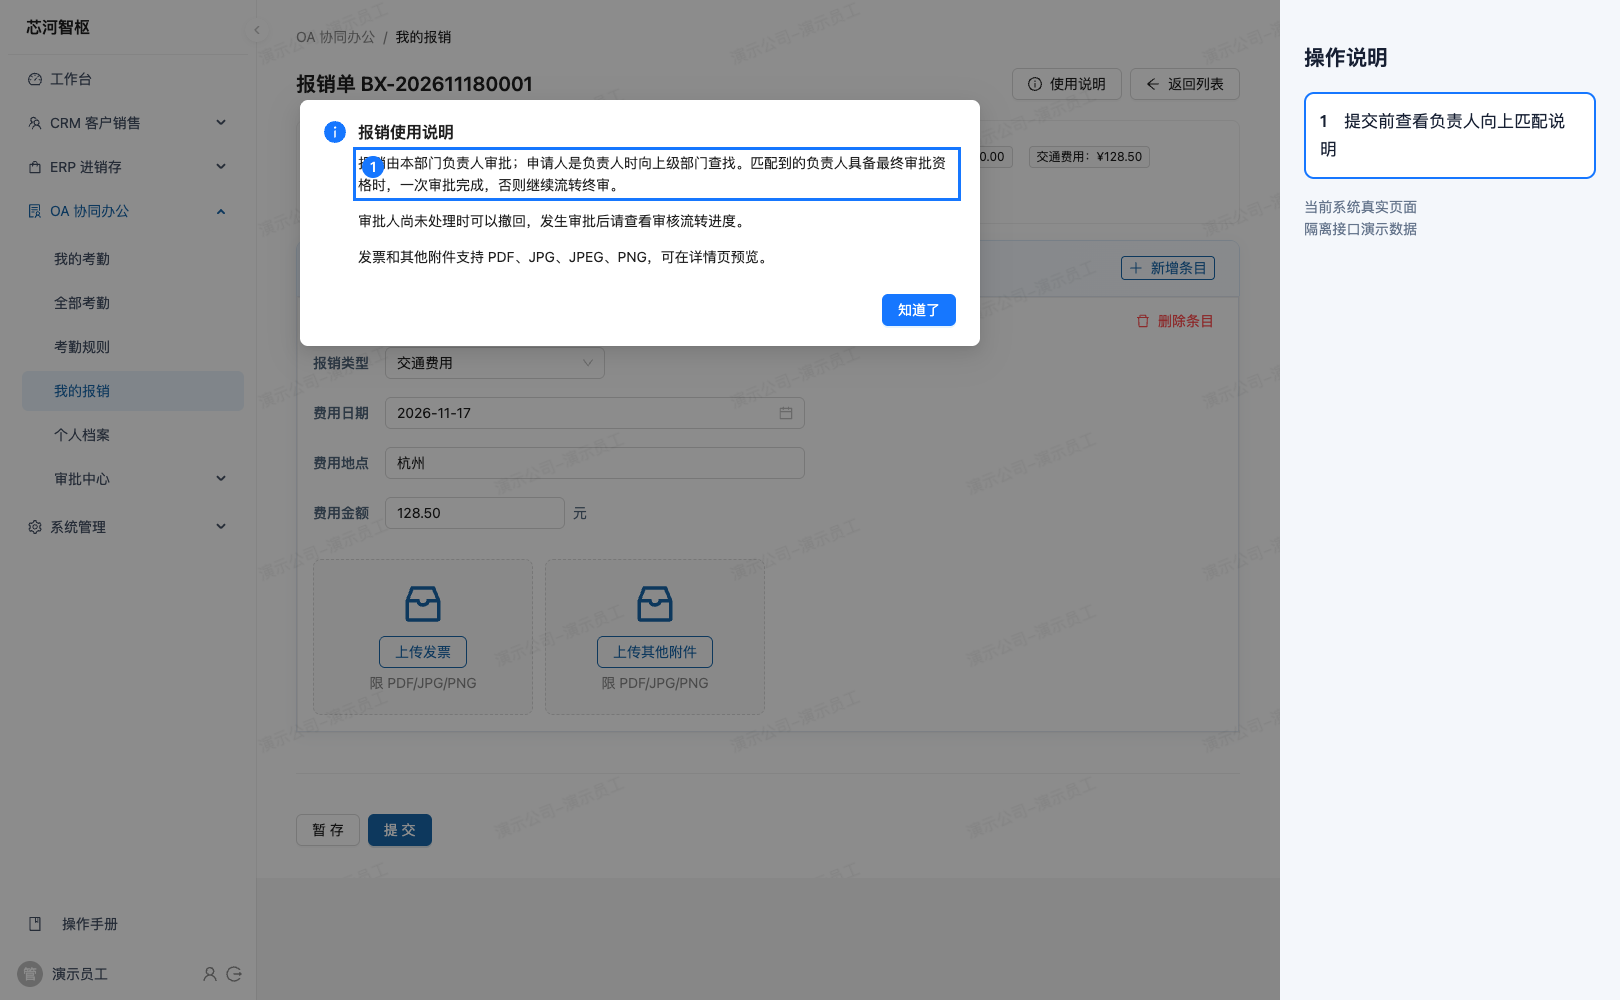 芯河智枢
工作台
CRM 客户销售
ERP 进销存
OA 协同办公
我的考勤
全部考勤
考勤规则
我的报销
个人档案
审批中心
系统管理
操作手册
管 演示员工
OA 协同办公 / 我的报销
报销单 BX-202611180001
使用说明
返回列表
报销使用说明
1
由本部门负责人审批；申请人是负责人时向上级部门查找。匹配到的负责人具备最终审批资
格时，一次审批完成，否则继续流转终审。
审批人尚未处理时可以撤回，发生审批后请查看审核流转进度。
发票和其他附件支持 PDF、JPG、JPEG、PNG，可在详情页预览。
知道了
0.00
交通费用：¥128.50
新增条目
删除条目
报销类型 交通费用
费用日期 2026-11-17
费用地点 杭州
费用金额 128.50 元
上传发票
限 PDF/JPG/PNG
上传其他附件
限 PDF/JPG/PNG
暂 存
提 交
演示公司-演示员工
操作说明
1 提交前查看负责人向上匹配说
明
当前系统真实页面
隔离接口演示数据